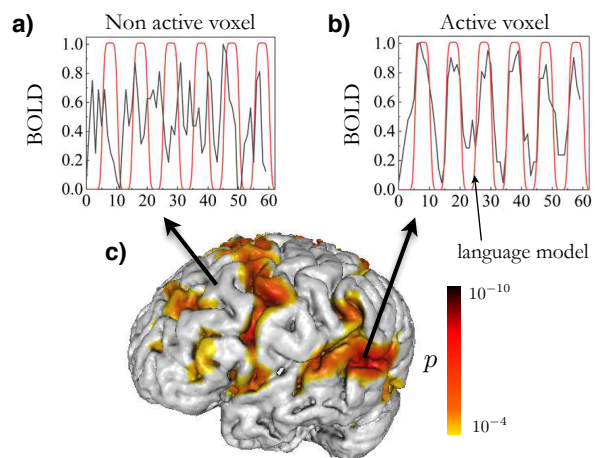 a)
Non active voxel
BOLD
1.0
0.8
0.6
0.4
0.2
0.0
0 10 20 30 40 50 60
b)
Active voxel
BOLD
1.0
0.8
0.6
0.4
0.2
0.0
0 10 20 30 40 50 60
language model
c)
10⁻¹⁰
p
10⁻⁴